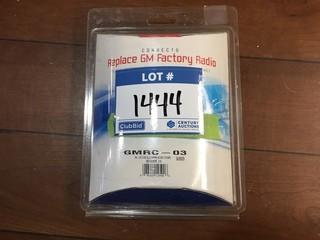 CONNECTS
Replace GM Factory Radio
LOT #
1444
ClubBid
CENTURY AUCTIONS
GMRC - 03